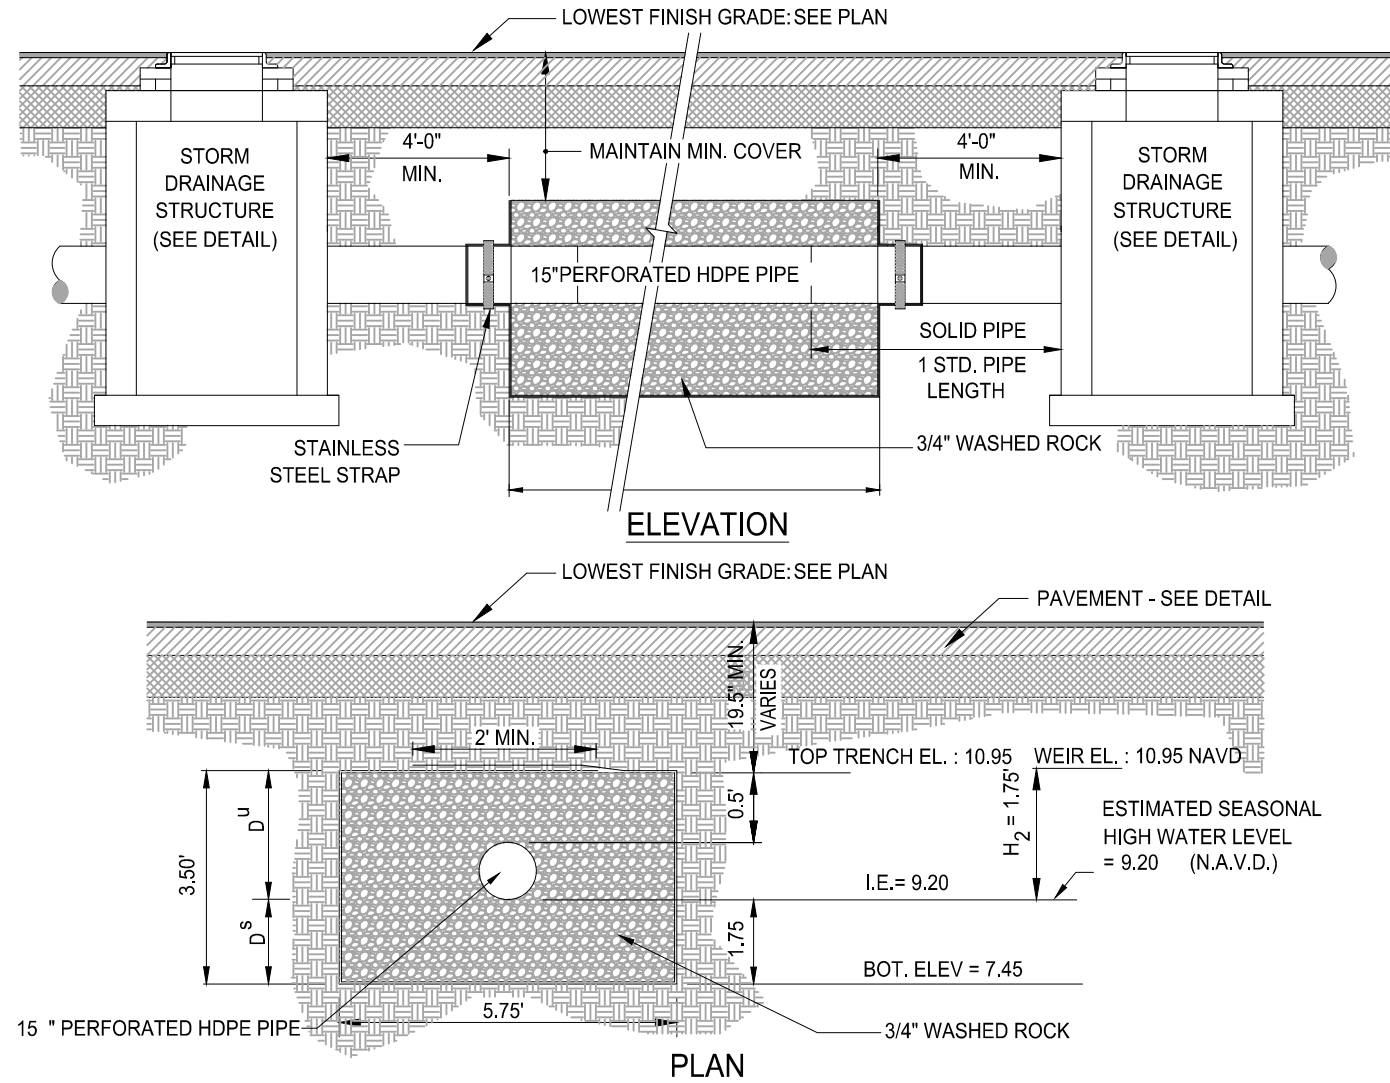 LOWEST FINISH GRADE: SEE PLAN
4'-0"
MIN.
MAINTAIN MIN. COVER
4'-0"
MIN.
STORM
DRAINAGE
STRUCTURE
(SEE DETAIL)
STORM
DRAINAGE
STRUCTURE
(SEE DETAIL)
15"PERFORATED HDPE PIPE
SOLID PIPE
1 STD. PIPE
LENGTH
STAINLESS
STEEL STRAP
3/4" WASHED ROCK
ELEVATION
LOWEST FINISH GRADE: SEE PLAN
PAVEMENT - SEE DETAIL
19.5" MIN.
VARIES
2' MIN.
TOP TRENCH EL. : 10.95
WEIR EL. : 10.95 NAVD
3.50'
Du
Ds
0.5'
H2 = 1.75'
ESTIMATED SEASONAL
HIGH WATER LEVEL
= 9.20 (N.A.V.D.)
I.E.= 9.20
1.75
BOT. ELEV = 7.45
5.75'
15 " PERFORATED HDPE PIPE
3/4" WASHED ROCK
PLAN